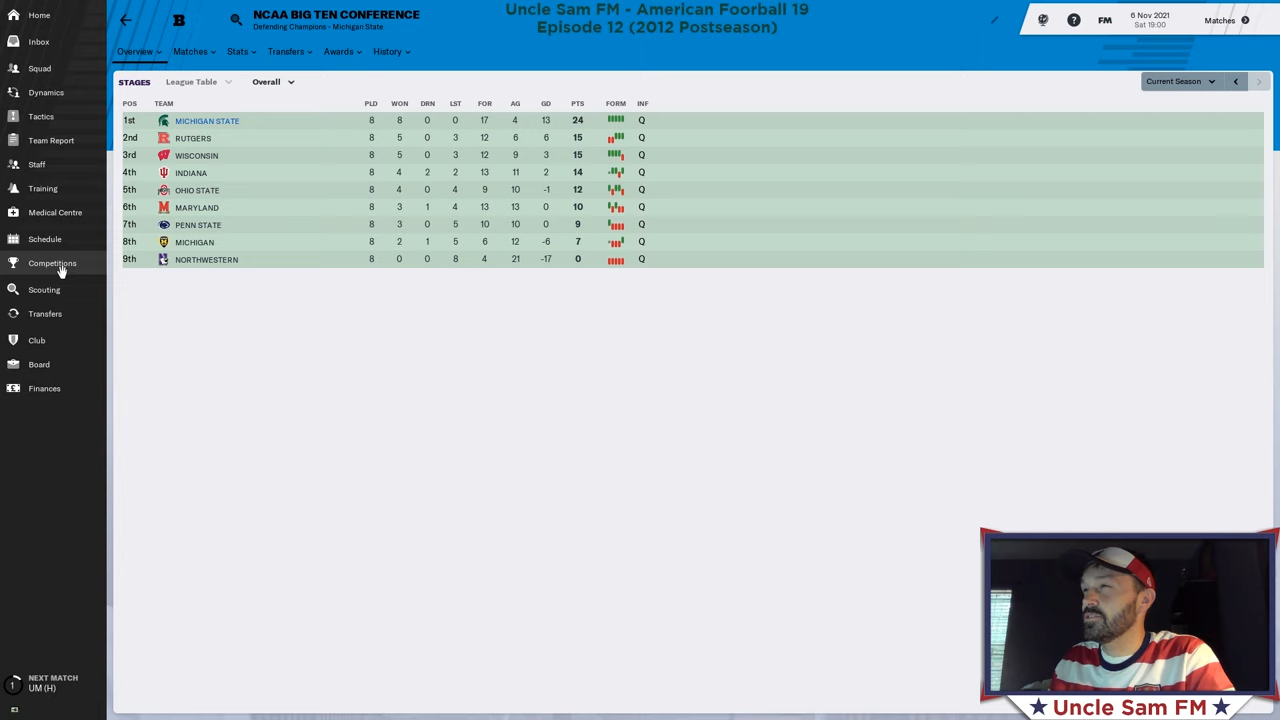 Home
Inbox
Squad
Dynamics
Tactics
Team Report
Staff
Training
Medical Centre
Schedule
Competitions
Scouting
Transfers
Club
Board
Finances
NEXT MATCH
1 UM (H)
B
NCAA BIG TEN CONFERENCE
Defending Champions - Michigan State
Uncle Sam FM - American Foorball 19
Episode 12 (2012 Postseason)
? FM
6 Nov 2021
Sat 19:00
Matches
Overview Matches Stats Transfers Awards History
STAGES League Table Overall Current Season
POS TEAM PLD WON DRN LST FOR AG GD PTS FORM INF
1st MICHIGAN STATE 8 8 0 0 17 4 13 24 Q
2nd RUTGERS 8 5 0 3 12 6 6 15 Q
3rd WISCONSIN 8 5 0 3 12 9 3 15 Q
4th INDIANA 8 4 2 2 13 11 2 14 Q
5th OHIO STATE 8 4 0 4 9 10 -1 12 Q
6th MARYLAND 8 3 1 4 13 13 0 10 Q
7th PENN STATE 8 3 0 5 10 10 0 9 Q
8th MICHIGAN 8 2 1 5 6 12 -6 7 Q
9th NORTHWESTERN 8 0 0 8 4 21 -17 0 Q
Uncle Sam FM